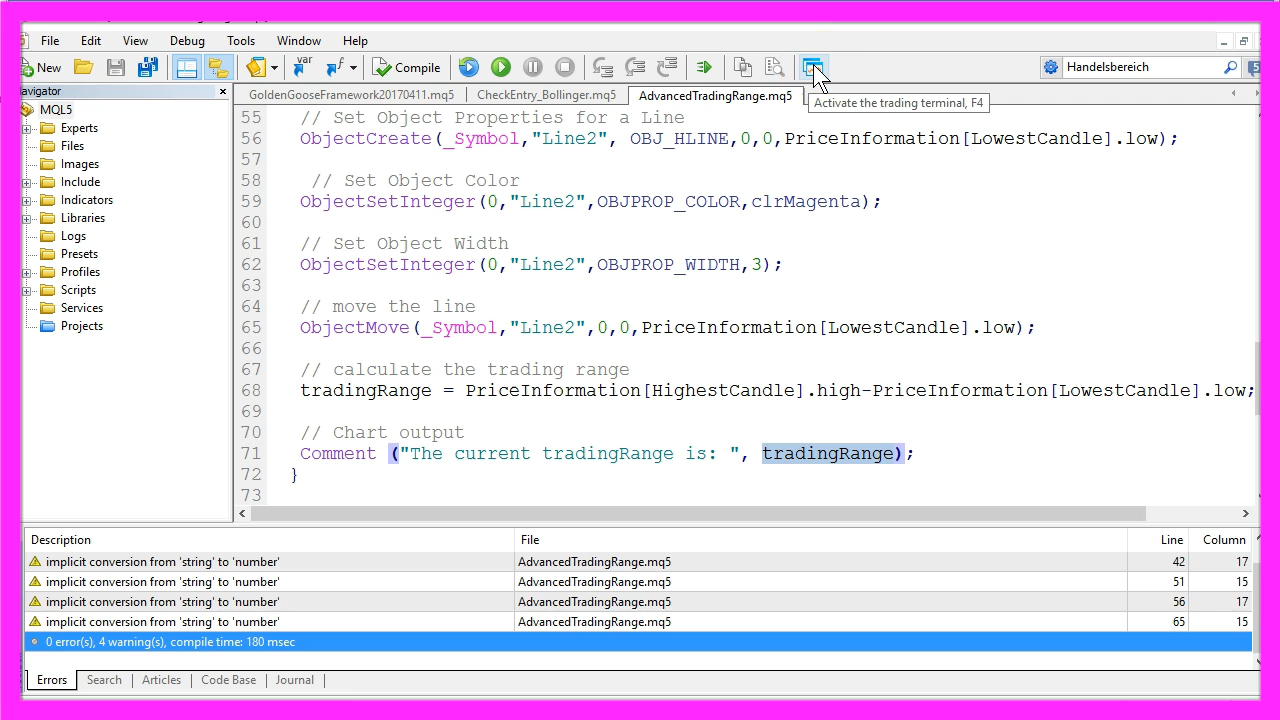 File Edit View Debug Tools Window Help
New Compile Handelsbereich 5
Activate the trading terminal, F4
avigator
GoldenGooseFramework20170411.mq5 CheckEntry_Bollinger.mq5 AdvancedTradingRange.mq5
MQL5
Experts
Files
Images
Include
Indicators
Libraries
Logs
Presets
Profiles
Scripts
Services
Projects
55 // Set Object Properties for a Line
56 ObjectCreate(_Symbol,"Line2", OBJ_HLINE,0,0,PriceInformation[LowestCandle].low);
57
58 // Set Object Color
59 ObjectSetInteger(0,"Line2",OBJPROP_COLOR,clrMagenta);
60
61 // Set Object Width
62 ObjectSetInteger(0,"Line2",OBJPROP_WIDTH,3);
63
64 // move the line
65 ObjectMove(_Symbol,"Line2",0,0,PriceInformation[LowestCandle].low);
66
67 // calculate the trading range
68 tradingRange = PriceInformation[HighestCandle].high-PriceInformation[LowestCandle].low;
69
70 // Chart output
71 Comment ("The current tradingRange is: ", tradingRange);
72 }
73
Description File Line Column
implicit conversion from 'string' to 'number' AdvancedTradingRange.mq5 42 17
implicit conversion from 'string' to 'number' AdvancedTradingRange.mq5 51 15
implicit conversion from 'string' to 'number' AdvancedTradingRange.mq5 56 17
implicit conversion from 'string' to 'number' AdvancedTradingRange.mq5 65 15
0 error(s), 4 warning(s), compile time: 180 msec
Errors Search Articles Code Base Journal